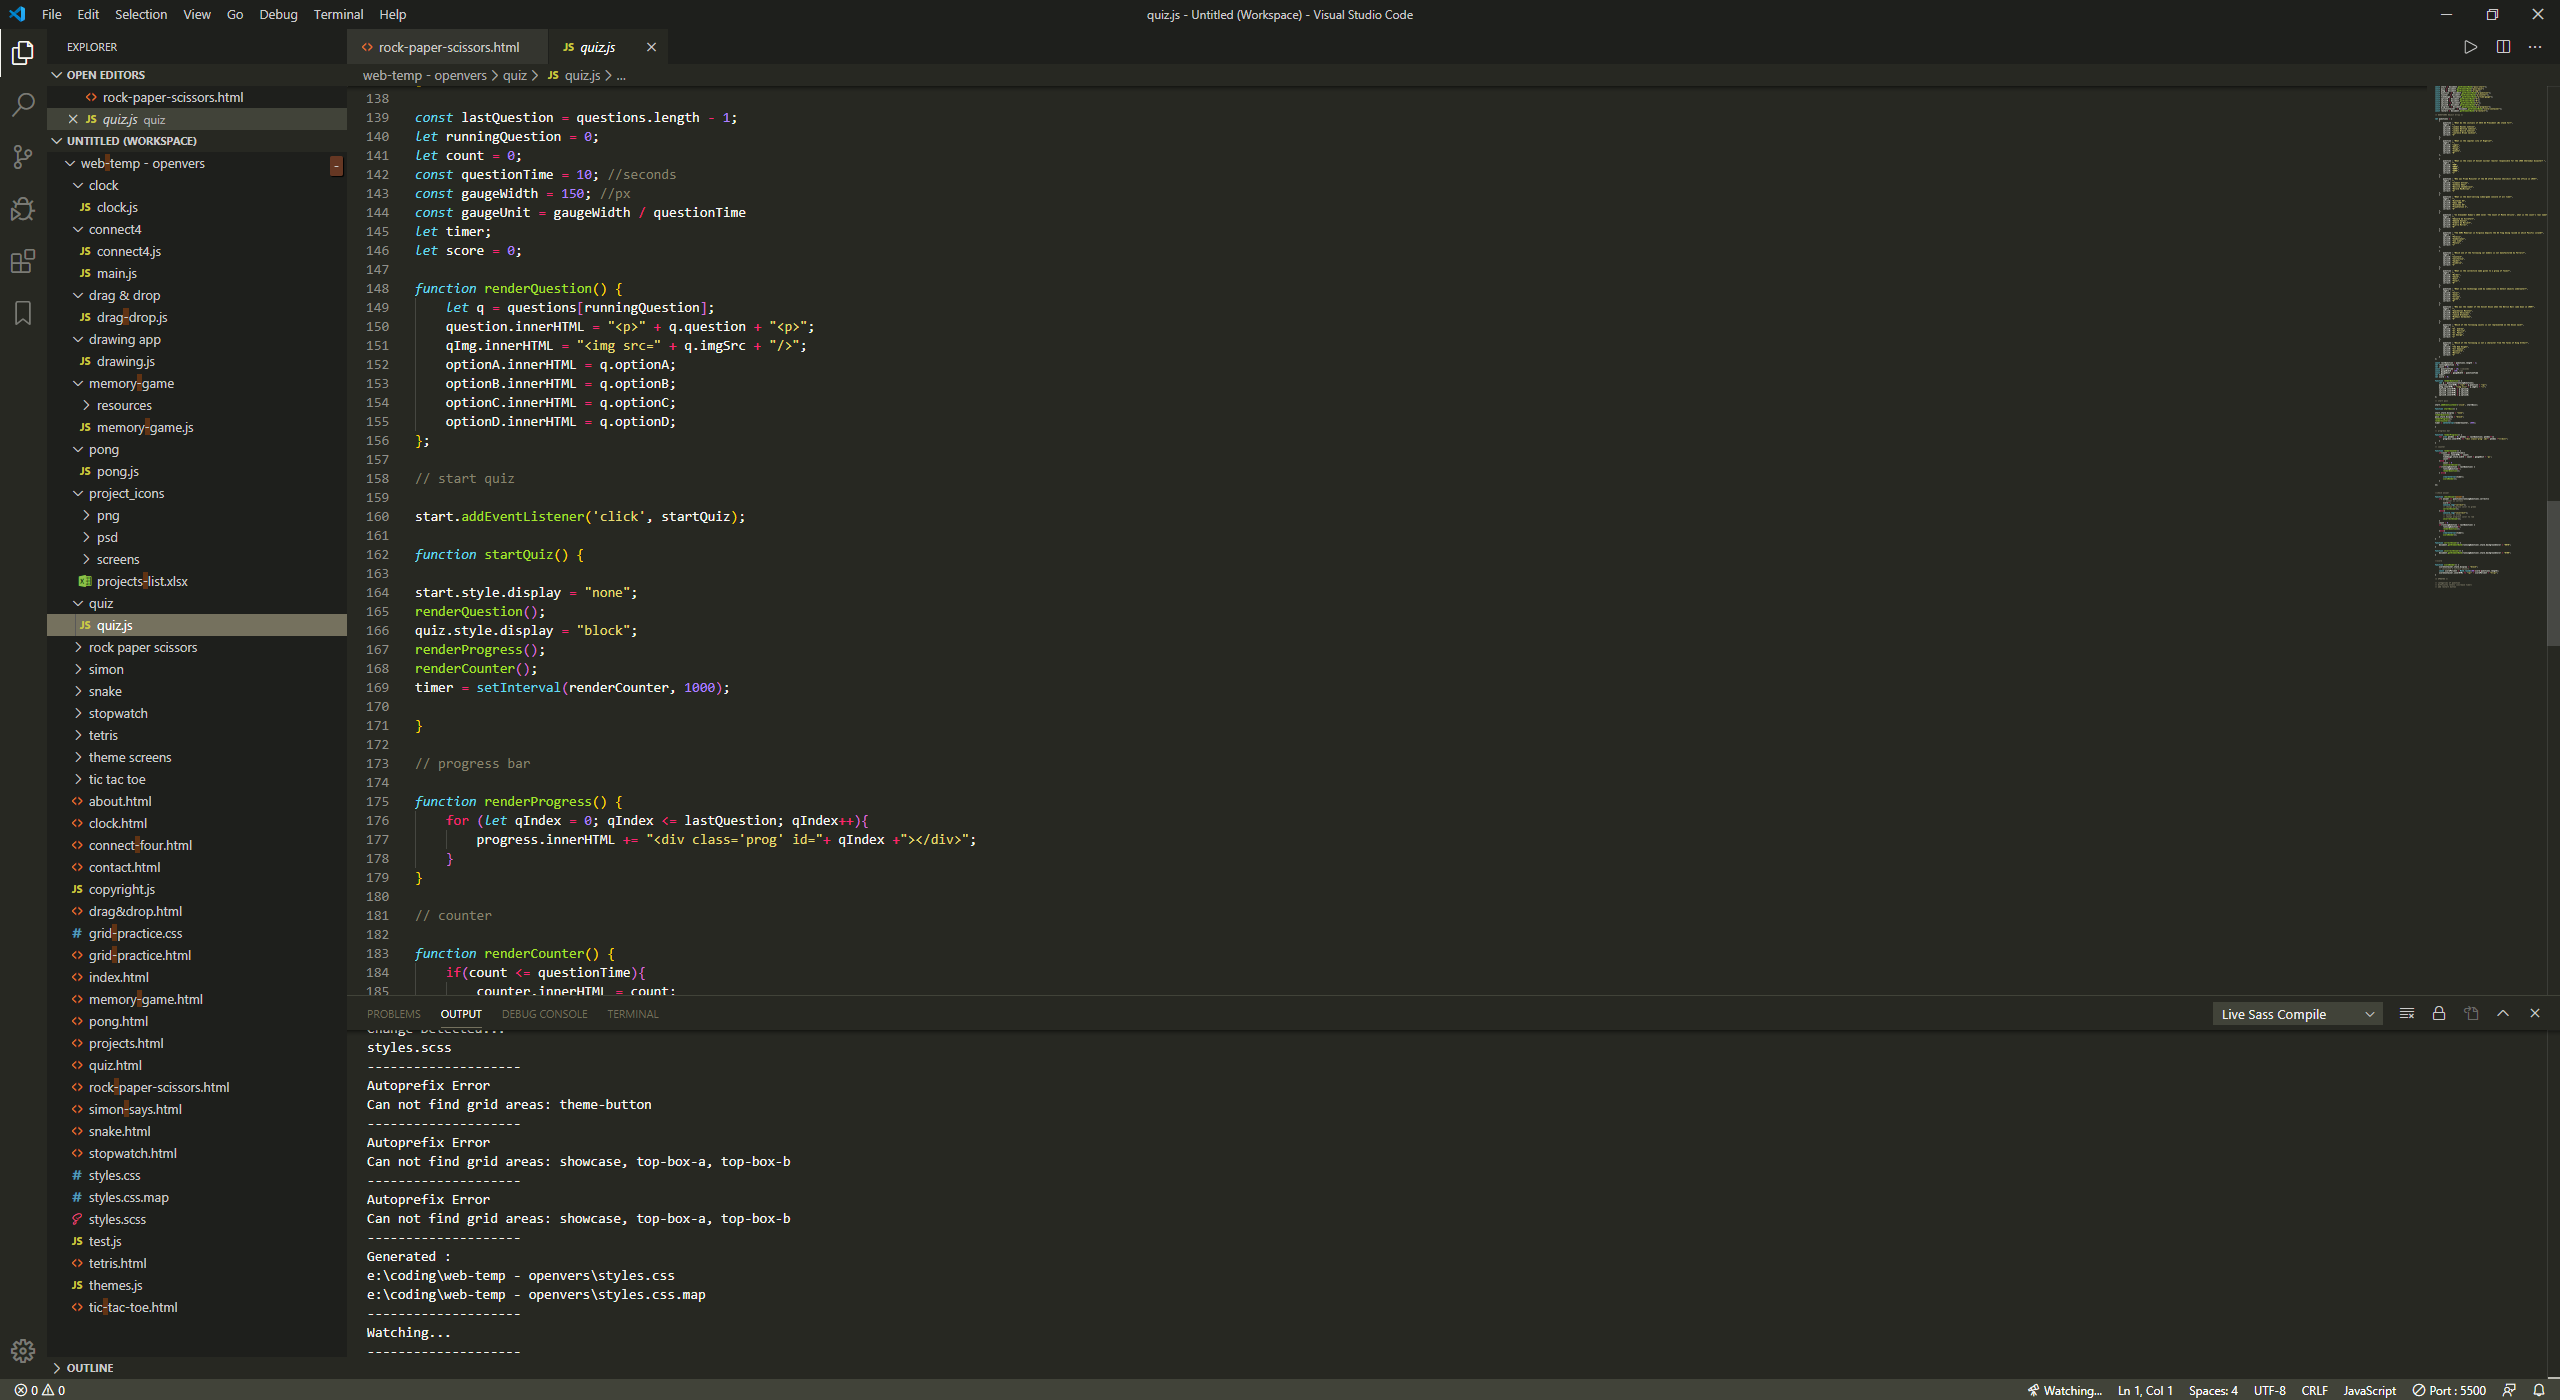 File Edit Selection View Go Debug Terminal Help
quiz.js - Untitled (Workspace) - Visual Studio Code
EXPLORER
OPEN EDITORS
rock-paper-scissors.html
quiz.js quiz
UNTITLED (WORKSPACE)
web-temp - openvers
-
clock
clock.js
connect4
connect4.js
main.js
drag & drop
drag-drop.js
drawing app
drawing.js
memory-game
resources
memory-game.js
pong
pong.js
project_icons
png
psd
screens
projects-list.xlsx
quiz
quiz.js
rock paper scissors
simon
snake
stopwatch
tetris
theme screens
tic tac toe
about.html
clock.html
connect-four.html
contact.html
copyright.js
drag&drop.html
grid-practice.css
grid-practice.html
index.html
memory-game.html
pong.html
projects.html
quiz.html
rock-paper-scissors.html
simon-says.html
snake.html
stopwatch.html
styles.css
styles.css.map
styles.scss
test.js
tetris.html
themes.js
tic-tac-toe.html
OUTLINE
rock-paper-scissors.html
JS quiz.js
web-temp - openvers > quiz > JS quiz.js > ...
138
139 const lastQuestion = questions.length - 1;
140 let runningQuestion = 0;
141 let count = 0;
142 const questionTime = 10; //seconds
143 const gaugeWidth = 150; //px
144 const gaugeUnit = gaugeWidth / questionTime
145 let timer;
146 let score = 0;
147
148 function renderQuestion() {
149 let q = questions[runningQuestion];
150 question.innerHTML = "<p>" + q.question + "<p>";
151 qImg.innerHTML = "<img src=" + q.imgSrc + "/>";
152 optionA.innerHTML = q.optionA;
153 optionB.innerHTML = q.optionB;
154 optionC.innerHTML = q.optionC;
155 optionD.innerHTML = q.optionD;
156 };
157
158 // start quiz
159
160 start.addEventListener('click', startQuiz);
161
162 function startQuiz() {
163
164 start.style.display = "none";
165 renderQuestion();
166 quiz.style.display = "block";
167 renderProgress();
168 renderCounter();
169 timer = setInterval(renderCounter, 1000);
170
171 }
172
173 // progress bar
174
175 function renderProgress() {
176 for (let qIndex = 0; qIndex <= lastQuestion; qIndex++){
177 progress.innerHTML += "<div class='prog' id="+ qIndex +"></div>";
178 }
179 }
180
181 // counter
182
183 function renderCounter() {
184 if(count <= questionTime){
185 counter.innerHTML = count;
PROBLEMS OUTPUT DEBUG CONSOLE TERMINAL
Live Sass Compile
Change Detected...
styles.scss
--------------------
Autoprefix Error
Can not find grid areas: theme-button
--------------------
Autoprefix Error
Can not find grid areas: showcase, top-box-a, top-box-b
--------------------
Autoprefix Error
Can not find grid areas: showcase, top-box-a, top-box-b
--------------------
Generated :
e:\coding\web-temp - openvers\styles.css
e:\coding\web-temp - openvers\styles.css.map
--------------------
Watching...
--------------------
0 0
Watching... Ln 1, Col 1 Spaces: 4 UTF-8 CRLF JavaScript Port : 5500